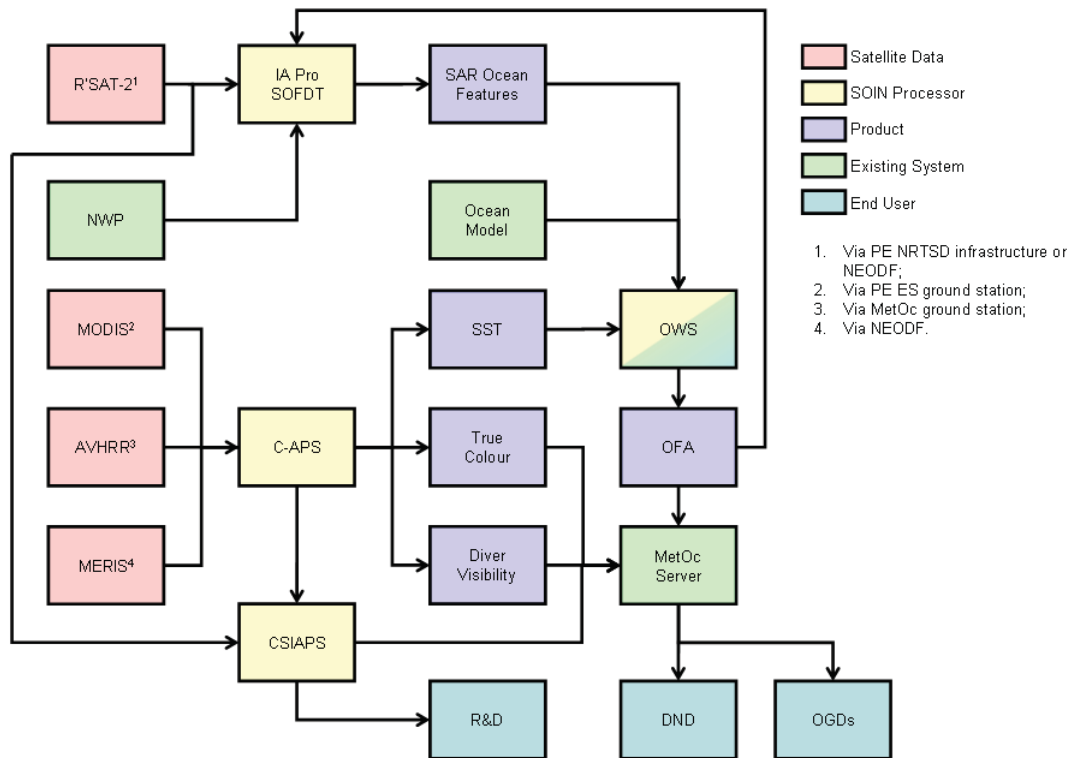 R'SAT-2¹
IA Pro
SOFDT
SAR Ocean
Features
Satellite Data
SOIN Processor
Product
Existing System
End User
NWP
Ocean
Model
1. Via PE NRTSD infrastructure or
NEODF;
2. Via PE ES ground station;
3. Via MetOc ground station;
4. Via NEODF.
MODIS²
SST
OWS
AVHRR³
C-APS
True
Colour
OFA
MERIS⁴
Diver
Visibility
MetOc
Server
CSIAPS
R&D
DND
OGDs